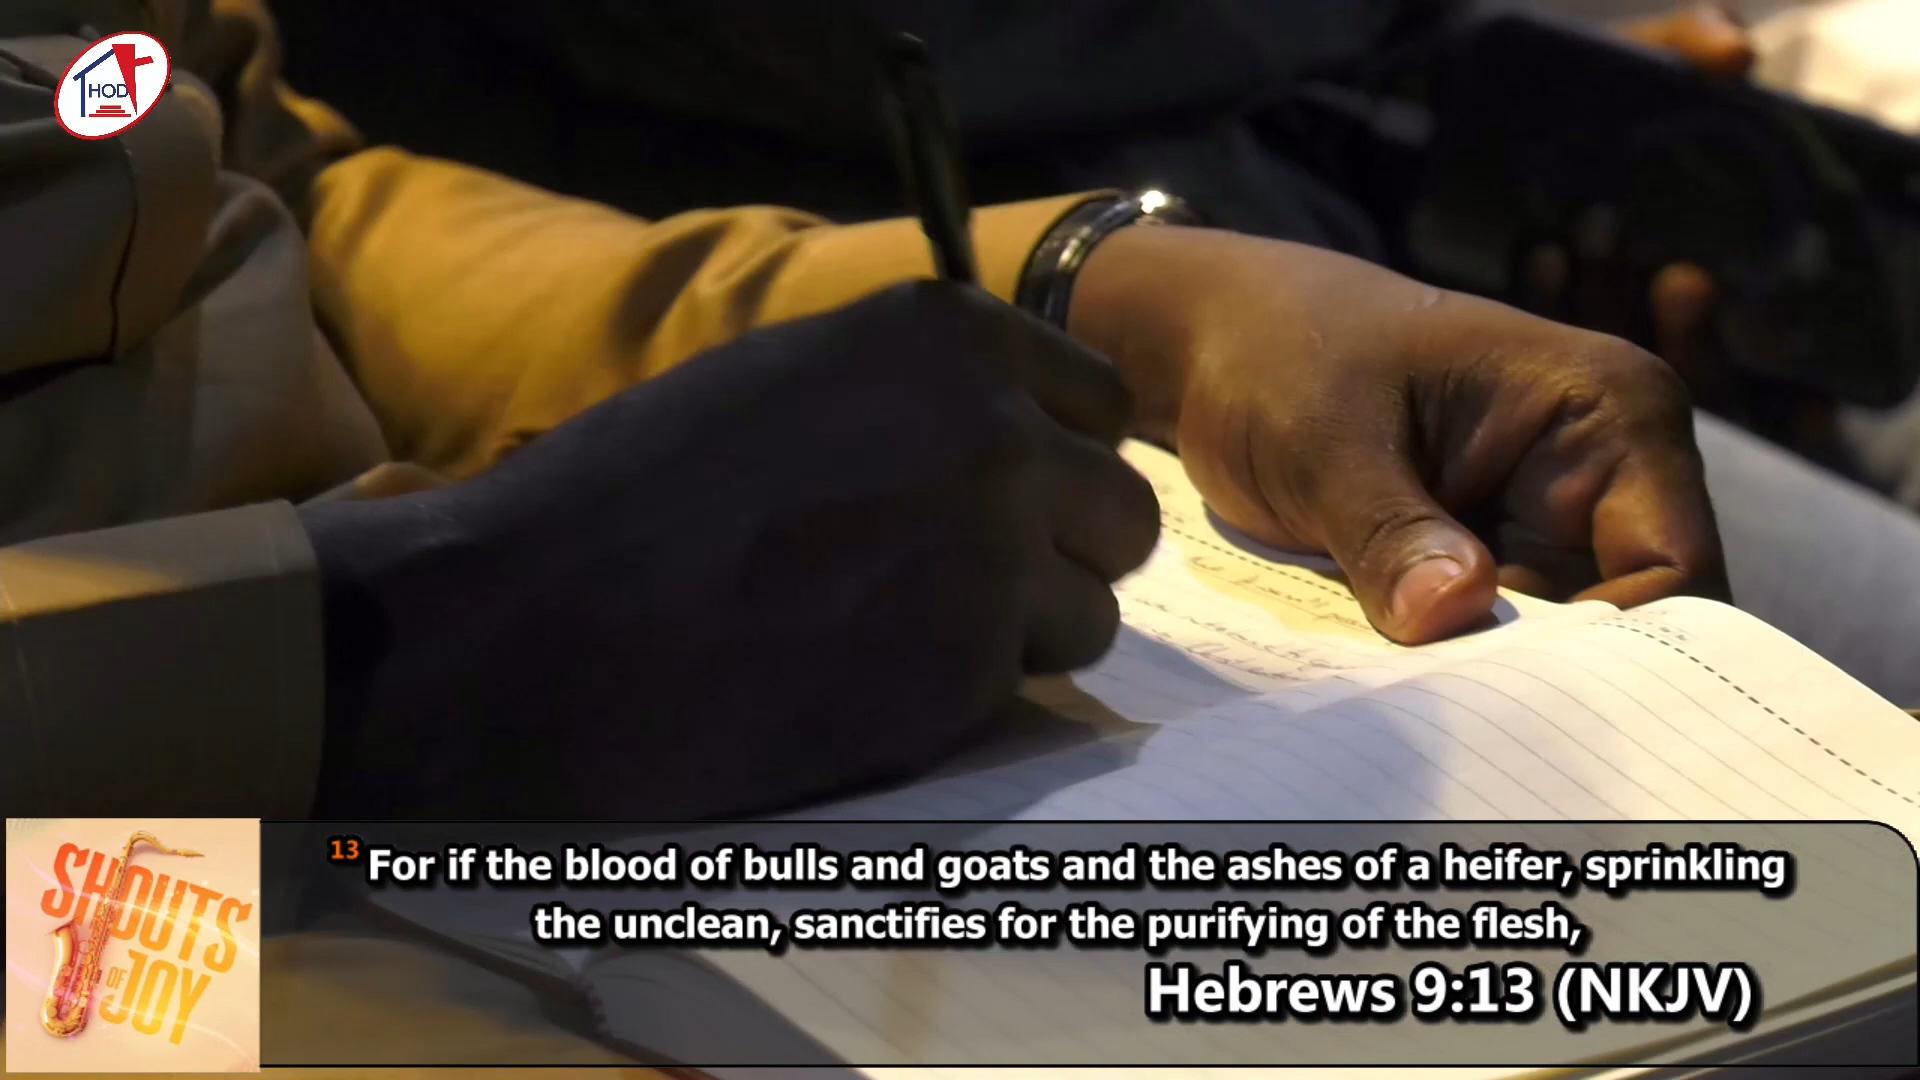 HOD
13 For if the blood of bulls and goats and the ashes of a heifer, sprinkling
the unclean, sanctifies for the purifying of the flesh,
Hebrews 9:13 (NKJV)
SHOUTS
OF JOY